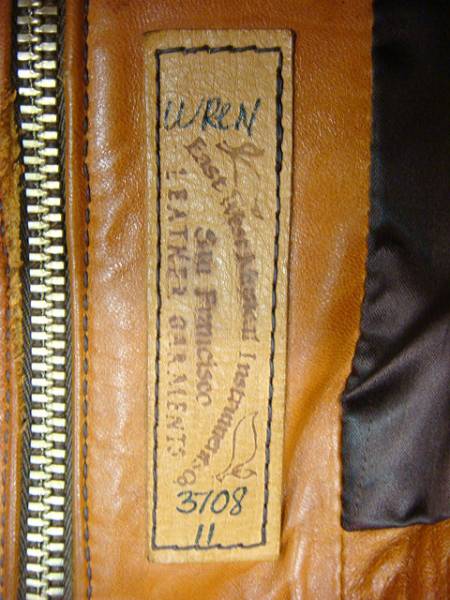 WREN
East West Musical Instruments
San Francisco
LEATHER GARMENTS
3708
11